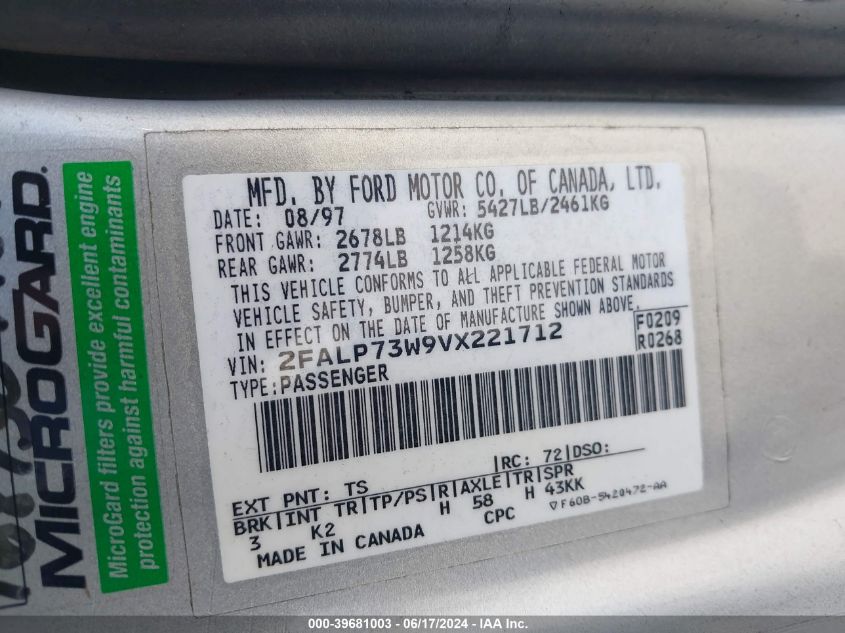 MICROGARD.
MicroGard filters provide excellent engine
protection against harmful contaminants.
MFD. BY FORD MOTOR CO. OF CANADA, LTD.
DATE: 08/97 GVWR: 5427LB/2461KG
FRONT GAWR: 2678LB 1214KG
REAR GAWR: 2774LB 1258KG
THIS VEHICLE CONFORMS TO ALL APPLICABLE FEDERAL MOTOR
VEHICLE SAFETY, BUMPER, AND THEFT PREVENTION STANDARDS
IN EFFECT ON THE DATE OF MANUFACTURE SHOWN ABOVE.
VIN: 2FALP73W9VX221712 F0209
TYPE: PASSENGER R0268
EXT PNT: TS RC: 72 DSO:
BRK INT TR TP/PS R AXLE TR SPR
3 K2 H 58 H 43KK
MADE IN CANADA CPC ▽F60B-5420472-AA
000-39681003 - 06/17/2024 - IAA Inc.